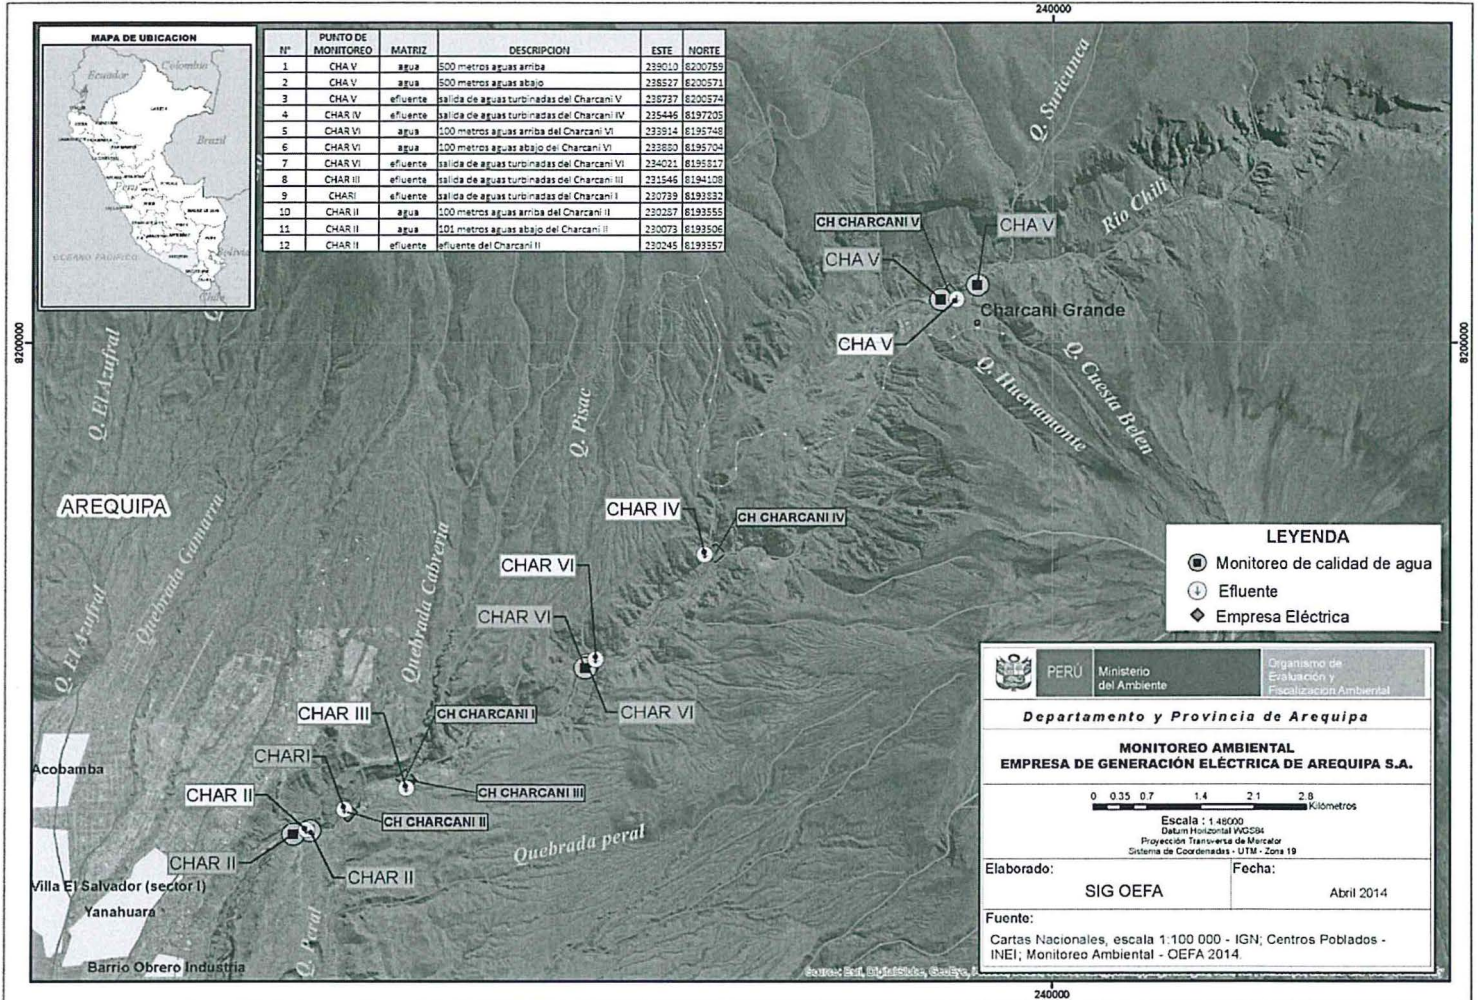 240000
MAPA DE UBICACION
Ecuador
Colombia
Brazil
Perú
Bolivia
OCEANO PACIFICO
Chile
N° PUNTO DE MONITOREO MATRIZ DESCRIPCION ESTE NORTE
1 CHA V agua 500 metros aguas arriba 239010 8200759
2 CHA V agua 500 metros aguas abajo 238527 8200571
3 CHA V efluente salida de aguas turbinadas del Charcani V 238737 8200574
4 CHAR IV efluente salida de aguas turbinadas del Charcani IV 235446 8197205
5 CHAR VI agua 100 metros aguas arriba del Charcani VI 233914 8195748
6 CHAR VI agua 100 metros aguas abajo del Charcani VI 233880 8195704
7 CHAR VI efluente salida de aguas turbinadas del Charcani VI 234021 8195817
8 CHAR III efluente salida de aguas turbinadas del Charcani III 231546 8194108
9 CHARI efluente salida de aguas turbinadas del Charcani I 230739 8193832
10 CHAR II agua 100 metros aguas arriba del Charcani II 230287 8193555
11 CHAR II agua 101 metros aguas abajo del Charcani II 230073 8193506
12 CHAR II efluente efluente del Charcani II 230245 8193557
Q. Suricanca
Rio Chili
CH CHARCANI V
CHA V
CHA V
Charcani Grande
CHA V
8200000
8200000
Q. El Azufral
Q. Pisac
Q. Huertamonte
Q. Cuesta Belen
AREQUIPA
Quebrada Gamarra
Quebrada Cabreria
CHAR IV
CH CHARCANI IV
CHAR VI
CHAR VI
CHAR VI
Q. El Azufral
CHAR III
CH CHARCANI I
CHARI
CH CHARCANI III
CHAR II
CH CHARCANI II
CHAR II
CHAR II
Quebrada peral
Q. Peral
Acobamba
Villa El Salvador (sector I)
Yanahuara
Barrio Obrero Industria
LEYENDA
Monitoreo de calidad de agua
Efluente
Empresa Eléctrica
PERÚ
Ministerio
del Ambiente
Organismo de
Evaluación y
Fiscalización Ambiental
Departamento y Provincia de Arequipa
MONITOREO AMBIENTAL
EMPRESA DE GENERACIÓN ELÉCTRICA DE AREQUIPA S.A.
0 0.35 0.7 1.4 2.1 2.8
Kilómetros
Escala : 1:48000
Datum Horizontal WGS84
Proyección Transversa de Mercator
Sistema de Coordenadas - UTM - Zona 19
Elaborado:
SIG OEFA
Fecha:
Abril 2014
Fuente:
Cartas Nacionales, escala 1:100 000 - IGN; Centros Poblados -
INEI; Monitoreo Ambiental - OEFA 2014.
Source: Esri, DigitalGlobe, GeoEye,
240000